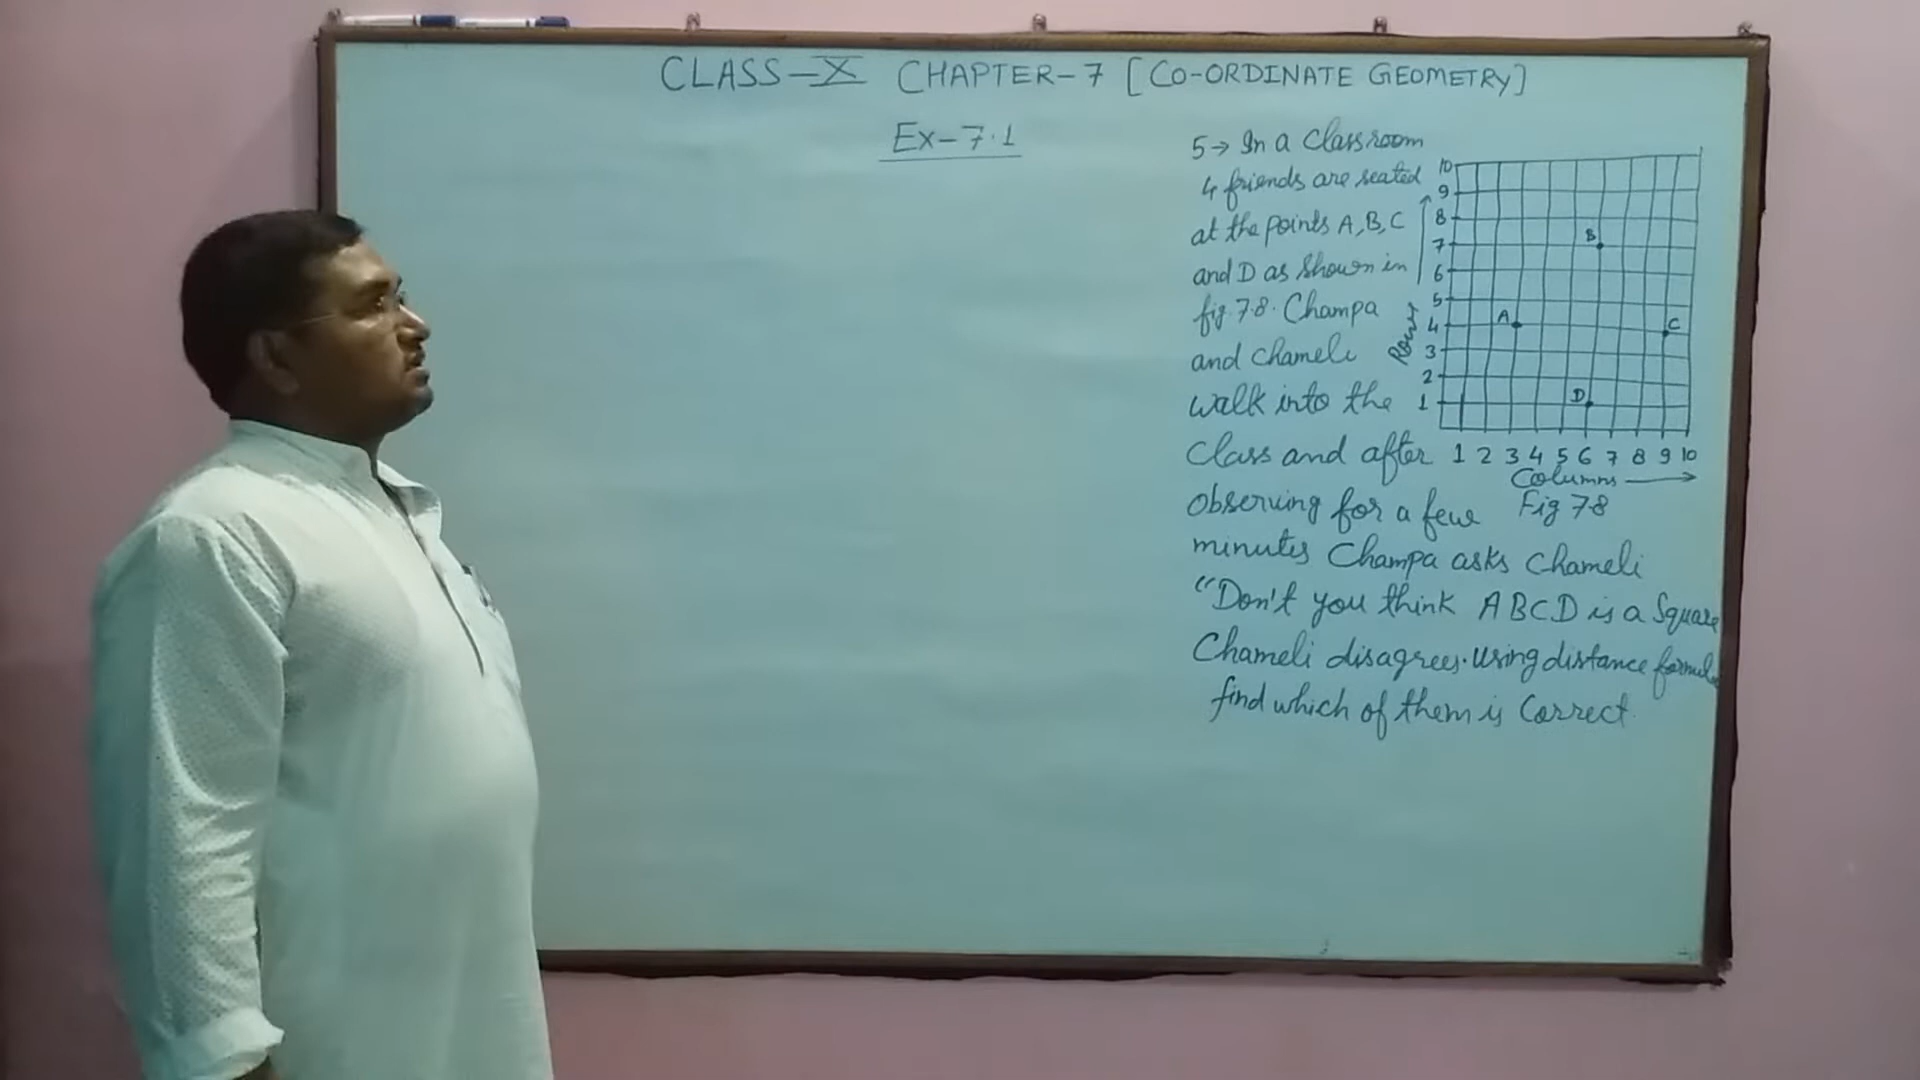 CLASS-X CHAPTER-7 [CO-ORDINATE GEOMETRY]
Ex-7.1
5→ In a Classroom
4 friends are seated
at the points A, B, C
and D as shown in
fig 7.8. Champa
and chameli
walk into the
Class and after
observing for a few
minutes Champa asks chameli
"Don't you think ABCD is a Square
Chameli disagrees. using distance formula
find which of them is Correct.
10
9
8
7
6
5
4
3
2
1
Rows
B
A
C
D
1 2 3 4 5 6 7 8 9 10
Columns
Fig 7.8